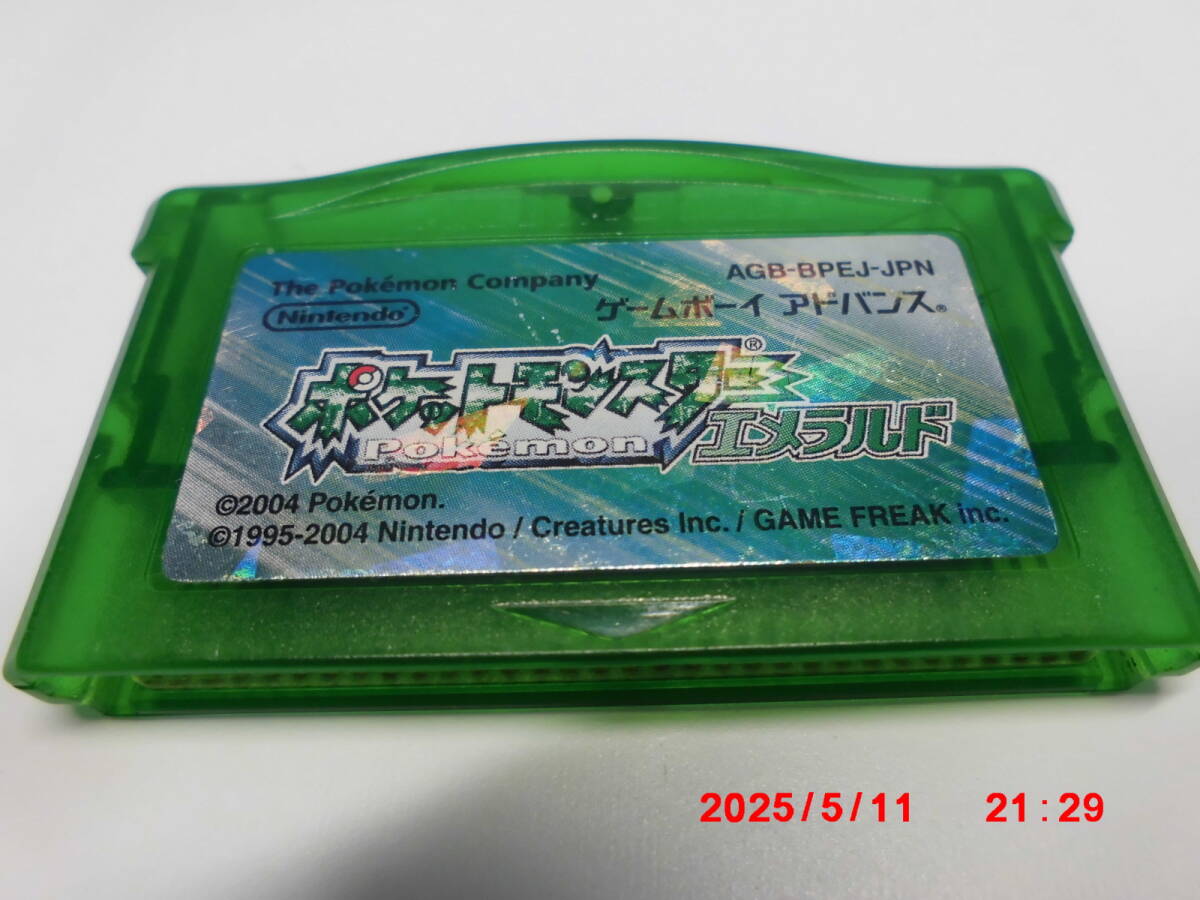 The Pokémon Company
AGB-BPEJ-JPN
Nintendo®
ゲームボーイ アドバンス®
ポケットモンスター®
Pokémon
エメラルド
©2004 Pokémon.
©1995-2004 Nintendo / Creatures Inc. / GAME FREAK inc.
2025/5/11 21:29